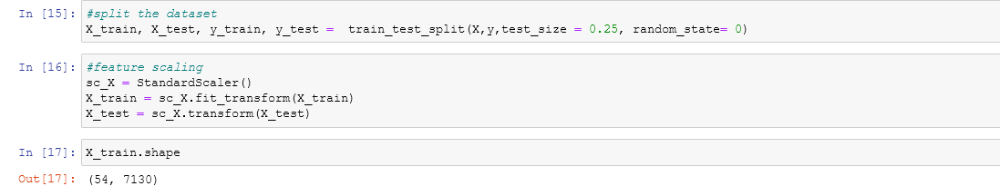 In [15]: #split the dataset
X_train, X_test, y_train, y_test =  train_test_split(X,y,test_size = 0.25, random_state= 0)
In [16]: #feature scaling
sc_X = StandardScaler()
X_train = sc_X.fit_transform(X_train)
X_test = sc_X.transform(X_test)
In [17]: X_train.shape
Out[17]: (54, 7130)